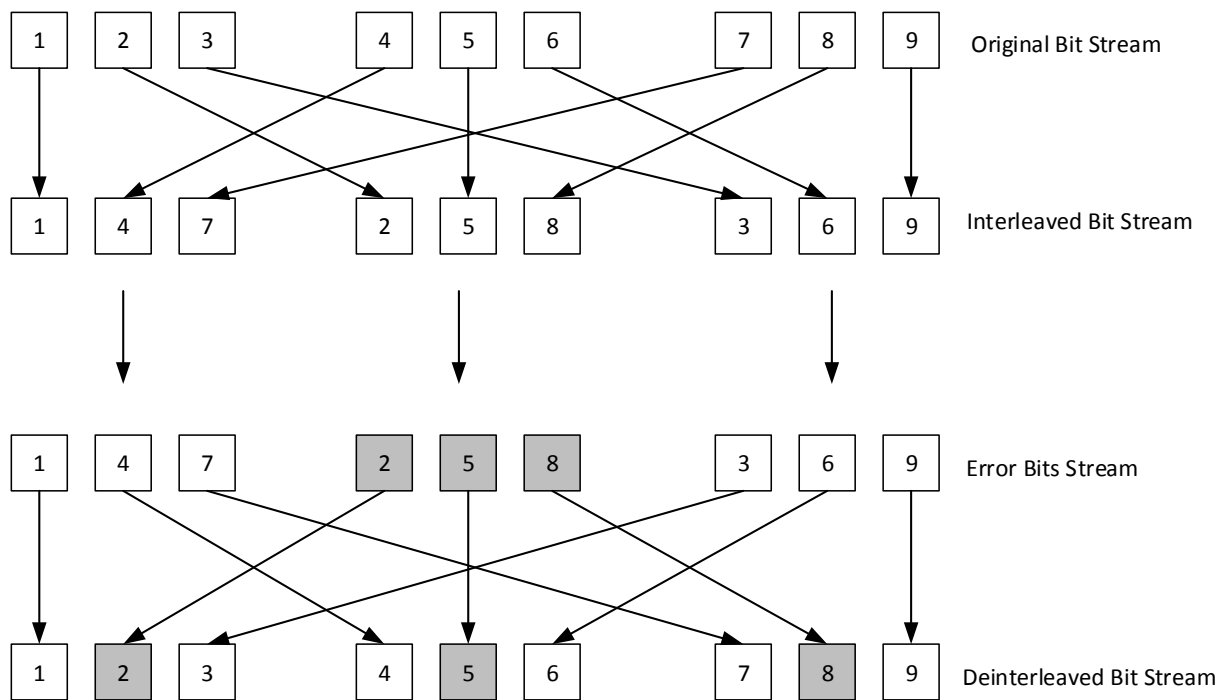 1 2 3 4 5 6 7 8 9 Original Bit Stream
1 4 7 2 5 8 3 6 9 Interleaved Bit Stream
1 4 7 2 5 8 3 6 9 Error Bits Stream
1 2 3 4 5 6 7 8 9 Deinterleaved Bit Stream